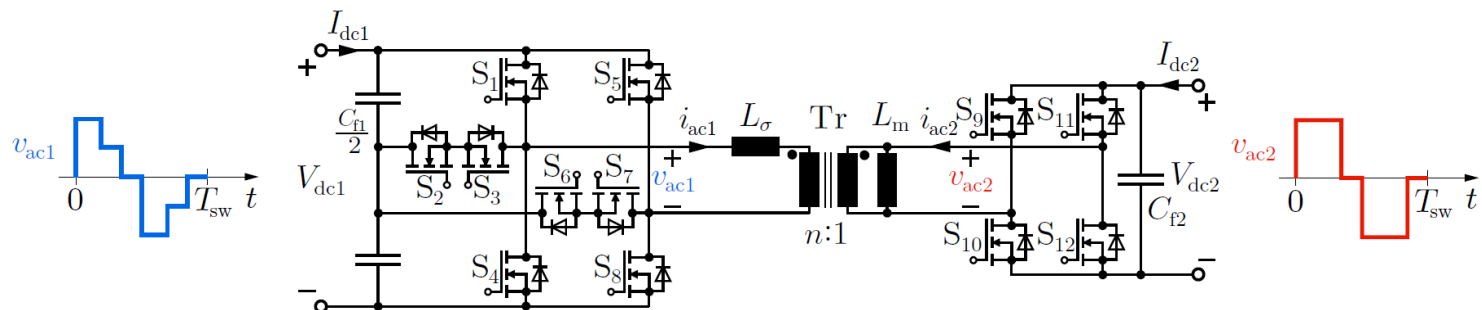 v_ac1
0
T_sw
t
I_dc1
+
C_f1/2
V_dc1
−
S_1
S_5
S_2
S_3
S_6
S_7
S_4
S_8
i_ac1
L_σ
Tr
L_m
i_ac2
+
v_ac1
−
n:1
+
v_ac2
−
S_9
S_11
S_10
S_12
I_dc2
+
V_dc2
C_f2
−
v_ac2
0
T_sw
t